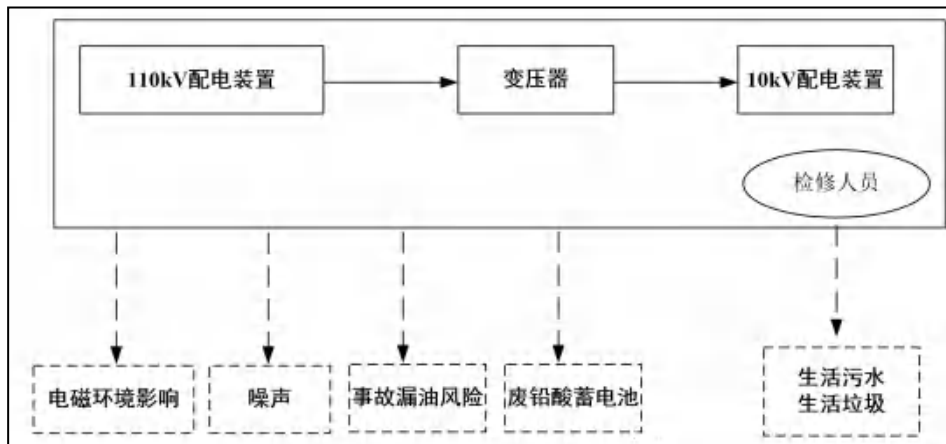 110kV配电装置
变压器
10kV配电装置
检修人员
电磁环境影响
噪声
事故漏油风险
废铅酸蓄电池
生活污水
生活垃圾